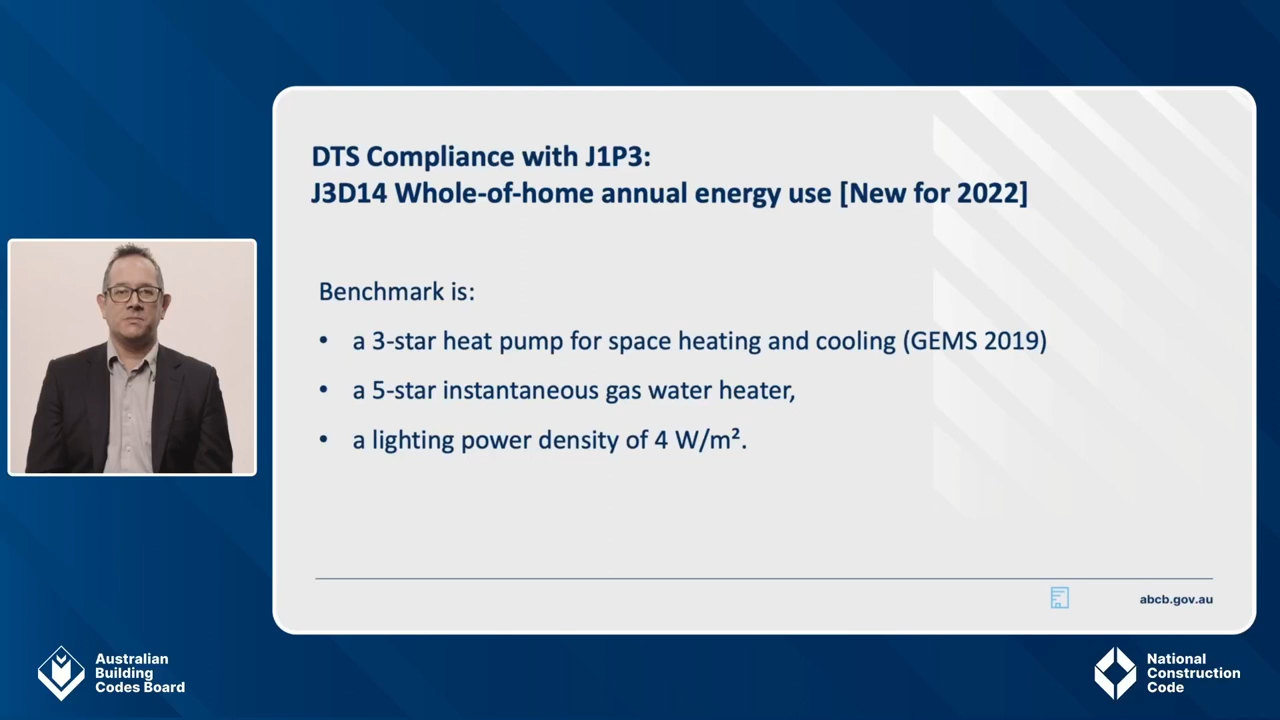 DTS Compliance with J1P3:
J3D14 Whole-of-home annual energy use [New for 2022]
Benchmark is:
• a 3-star heat pump for space heating and cooling (GEMS 2019)
• a 5-star instantaneous gas water heater,
• a lighting power density of 4 W/m².
abcb.gov.au
Australian
Building
Codes Board
National
Construction
Code